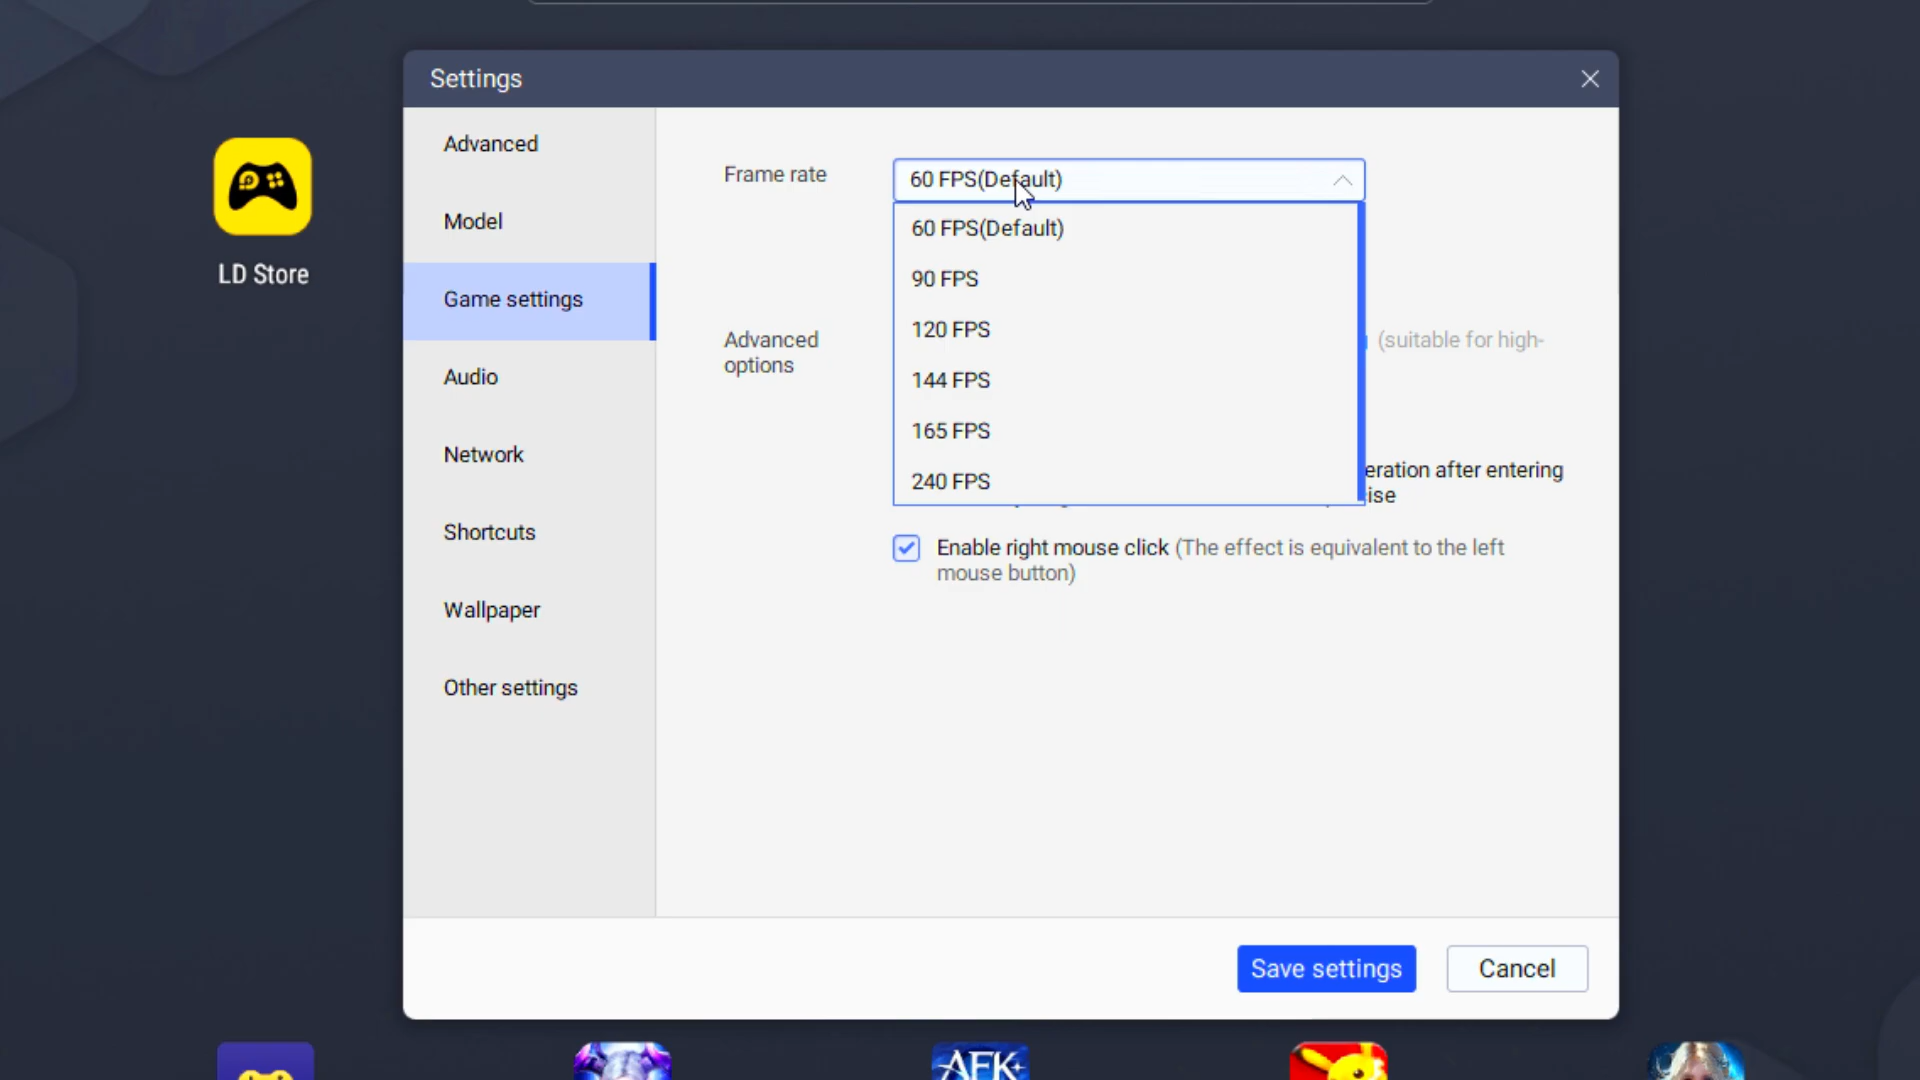 Settings
Advanced
Model
Game settings
Audio
Network
Shortcuts
Wallpaper
Other settings
LD Store
Frame rate
60 FPS(Default)
60 FPS(Default)
90 FPS
120 FPS
144 FPS
165 FPS
240 FPS
Advanced
options
(suitable for high-
eration after entering
ise
Enable right mouse click (The effect is equivalent to the left
mouse button)
Save settings
Cancel
AFK